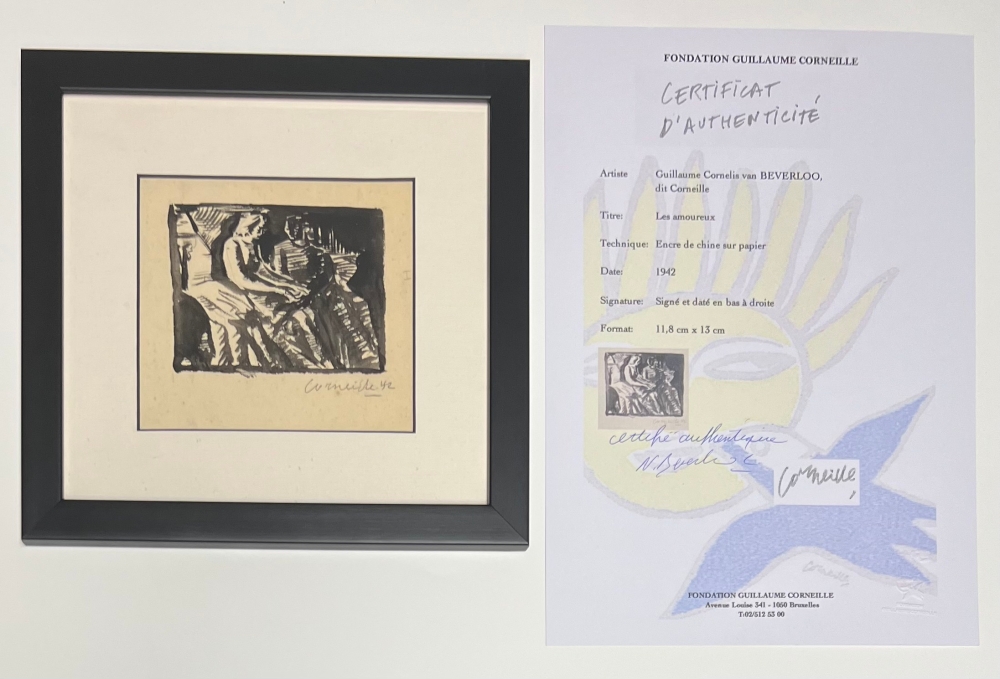 Corneille. 42
FONDATION GUILLAUME CORNEILLE
CERTIFICAT
D'AUTHENTICITÉ
Artiste Guillaume Cornelis van BEVERLOO,
dit Corneille
Titre: Les amoureux
Technique: Encre de chine sur papier
Date: 1942
Signature: Signé et daté en bas à droite
Format: 11,8 cm x 13 cm
certifié authentique
Corneille
Corneille
FONDATION GUILLAUME CORNEILLE
Avenue Louise 341 - 1050 Bruxelles
T:02/512 53 00